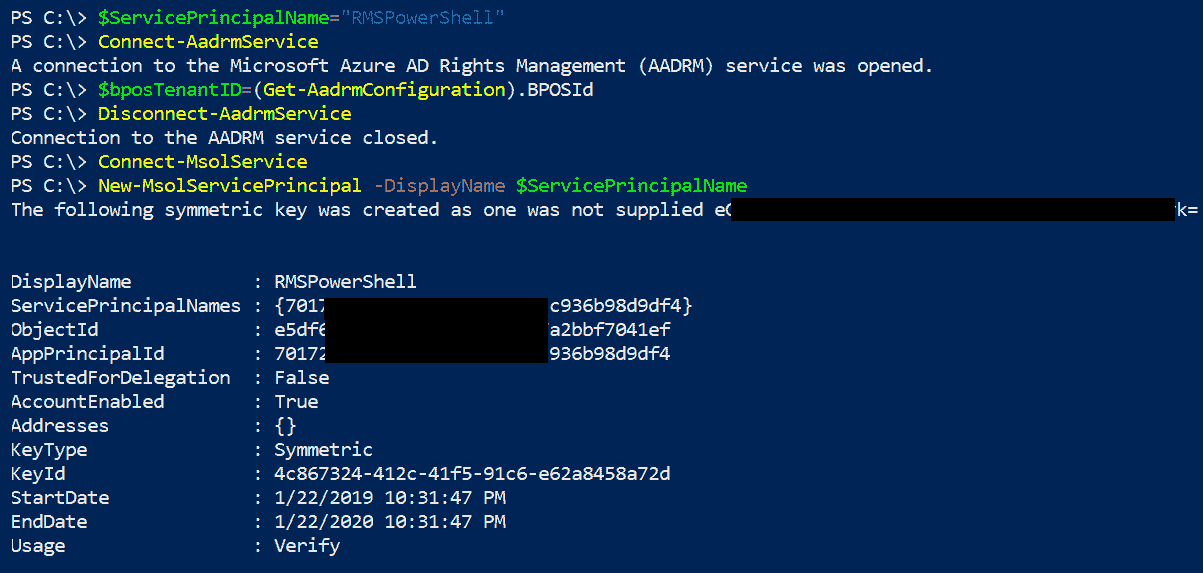 PS C:\> $ServicePrincipalName="RMSPowerShell"
PS C:\> Connect-AadrmService
A connection to the Microsoft Azure AD Rights Management (AADRM) service was opened.
PS C:\> $bposTenantID=(Get-AadrmConfiguration).BPOSId
PS C:\> Disconnect-AadrmService
Connection to the AADRM service closed.
PS C:\> Connect-MsolService
PS C:\> New-MsolServicePrincipal -DisplayName $ServicePrincipalName
The following symmetric key was created as one was not supplied e k=
DisplayName : RMSPowerShell
ServicePrincipalNames : {7017 c936b98d9df4}
ObjectId : e5df6 a2bbf7041ef
AppPrincipalId : 70172 936b98d9df4
TrustedForDelegation : False
AccountEnabled : True
Addresses : {}
KeyType : Symmetric
KeyId : 4c867324-412c-41f5-91c6-e62a8458a72d
StartDate : 1/22/2019 10:31:47 PM
EndDate : 1/22/2020 10:31:47 PM
Usage : Verify